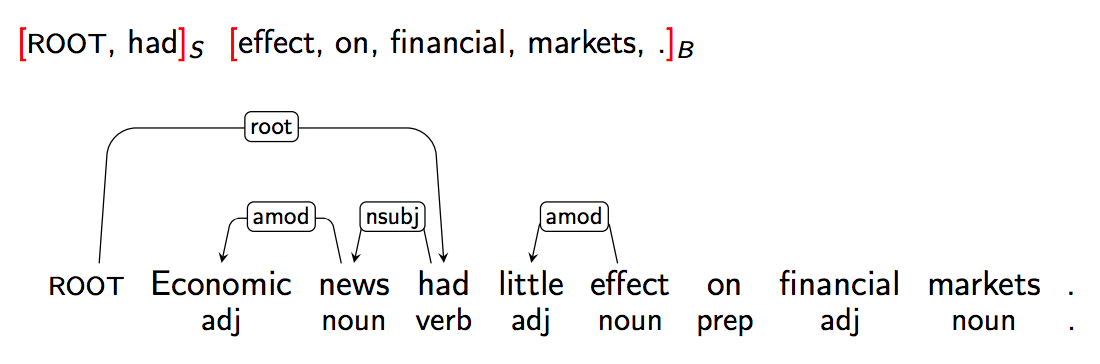 [ROOT, had]S [effect, on, financial, markets, .]B
root
amod nsubj amod
ROOT Economic news had little effect on financial markets .
adj noun verb adj noun prep adj noun .